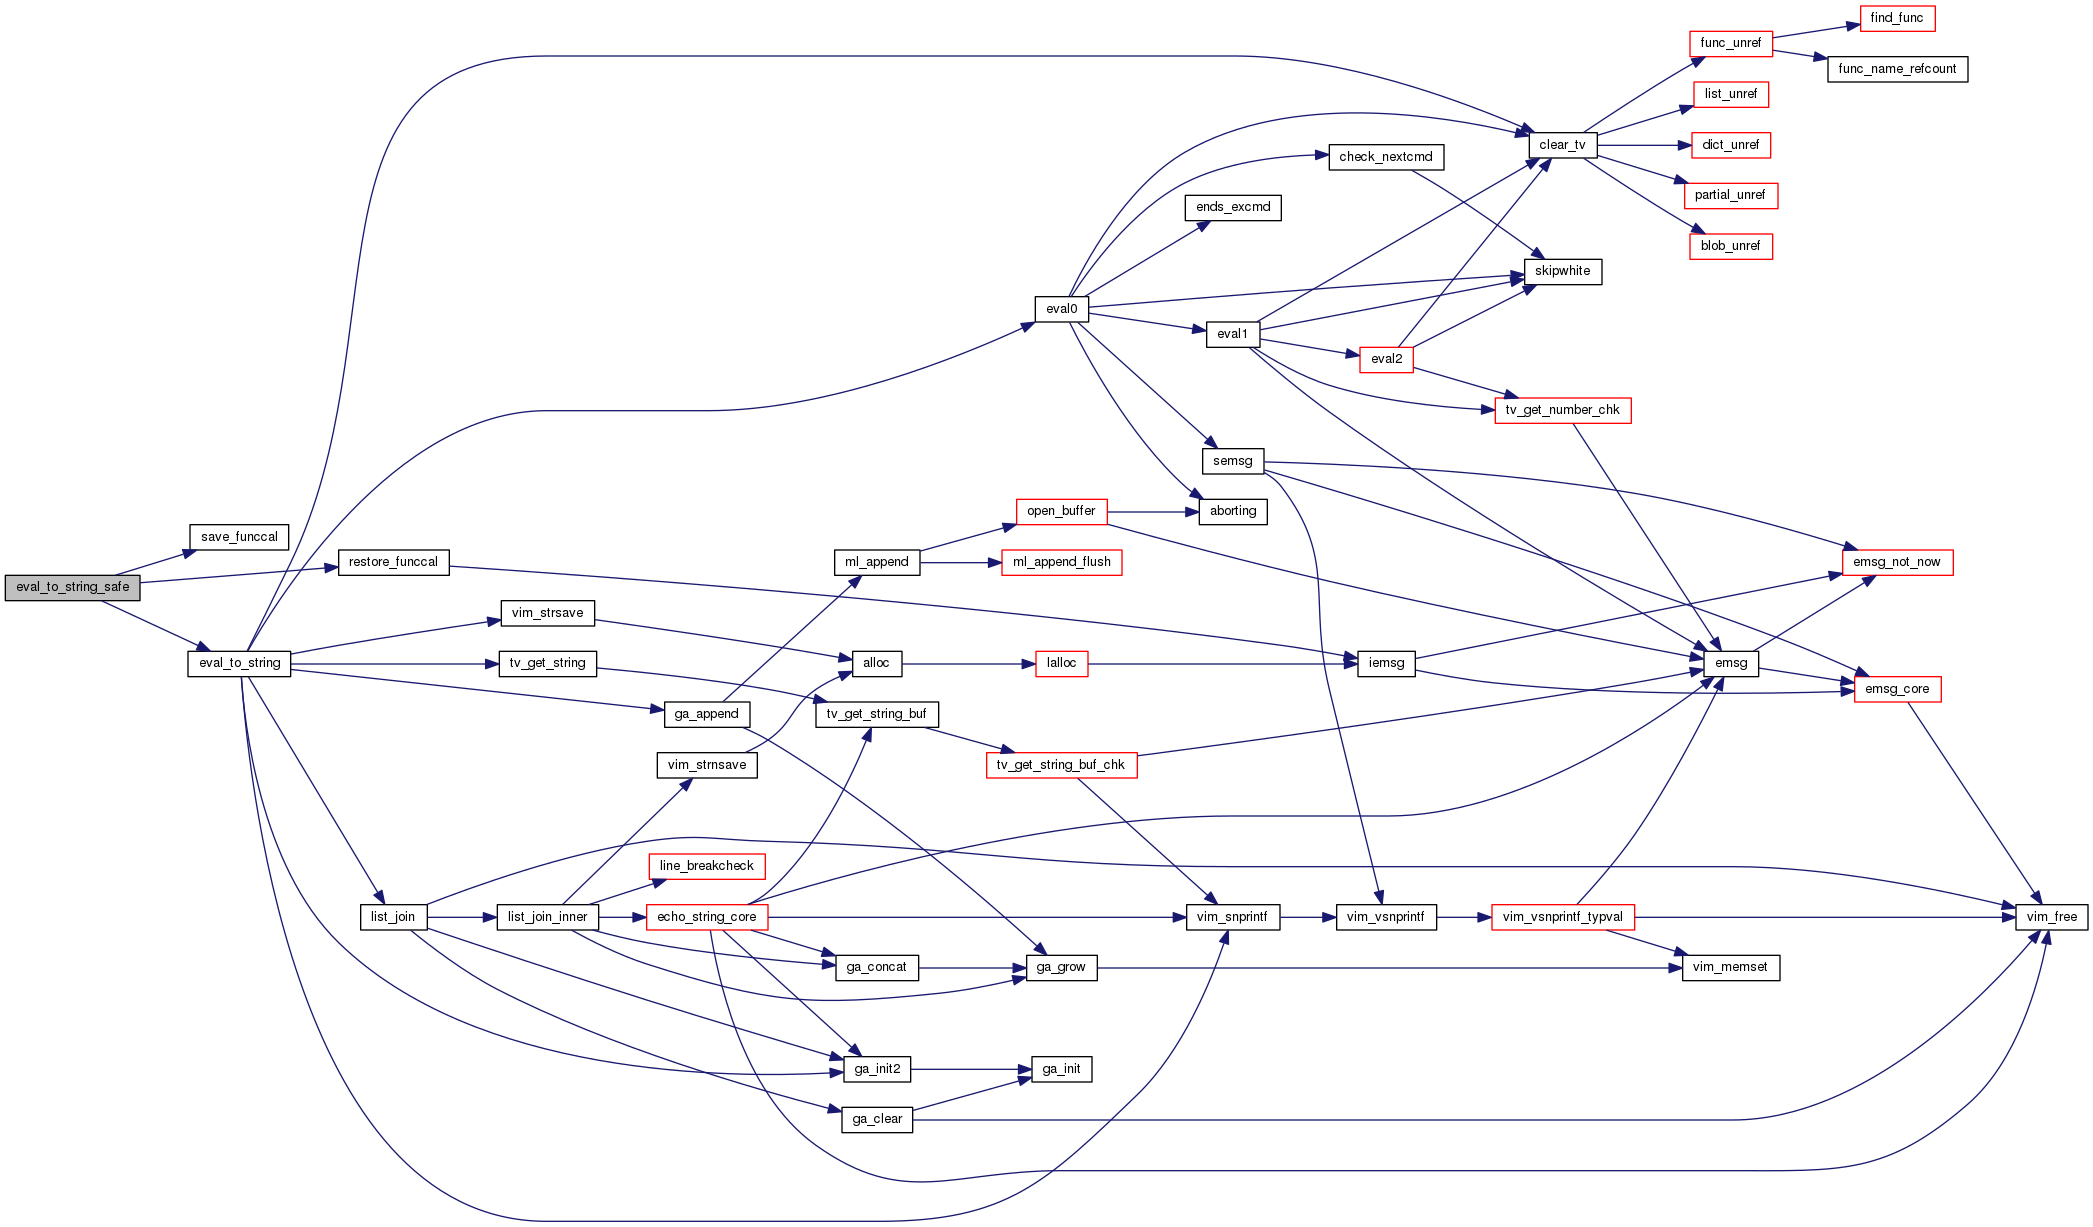 find_func
func_unref
func_name_refcount
list_unref
clear_tv
dict_unref
check_nextcmd
partial_unref
ends_excmd
blob_unref
skipwhite
eval0
eval1
eval2
tv_get_number_chk
semsg
open_buffer
aborting
save_funccal
restore_funccal
ml_append
ml_append_flush
emsg_not_now
eval_to_string_safe
vim_strsave
eval_to_string
tv_get_string
alloc
lalloc
iemsg
emsg
emsg_core
ga_append
tv_get_string_buf
vim_strnsave
tv_get_string_buf_chk
line_breakcheck
list_join
list_join_inner
echo_string_core
vim_snprintf
vim_vsnprintf
vim_vsnprintf_typval
vim_free
ga_concat
ga_grow
vim_memset
ga_init2
ga_init
ga_clear